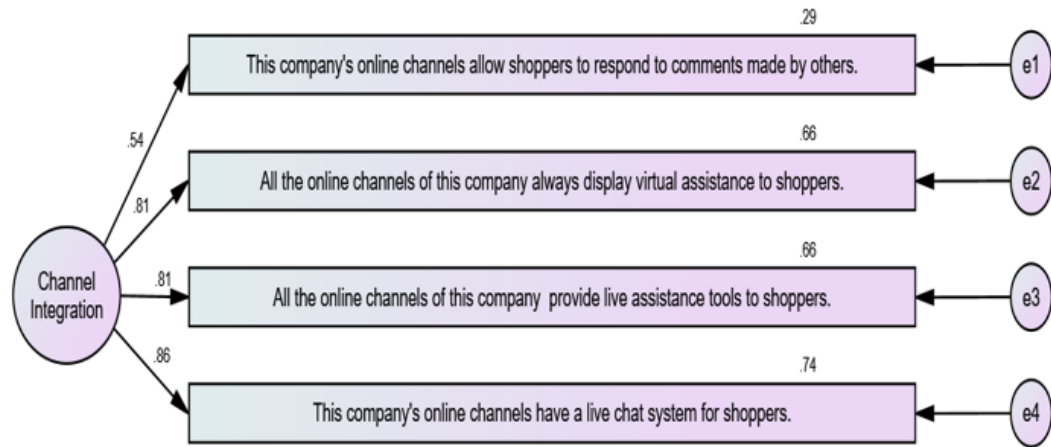 .29
This company's online channels allow shoppers to respond to comments made by others.
e1
.54
.66
All the online channels of this company always display virtual assistance to shoppers.
e2
.81
Channel
Integration
.66
All the online channels of this company provide live assistance tools to shoppers.
e3
.81
.86
.74
This company's online channels have a live chat system for shoppers.
e4